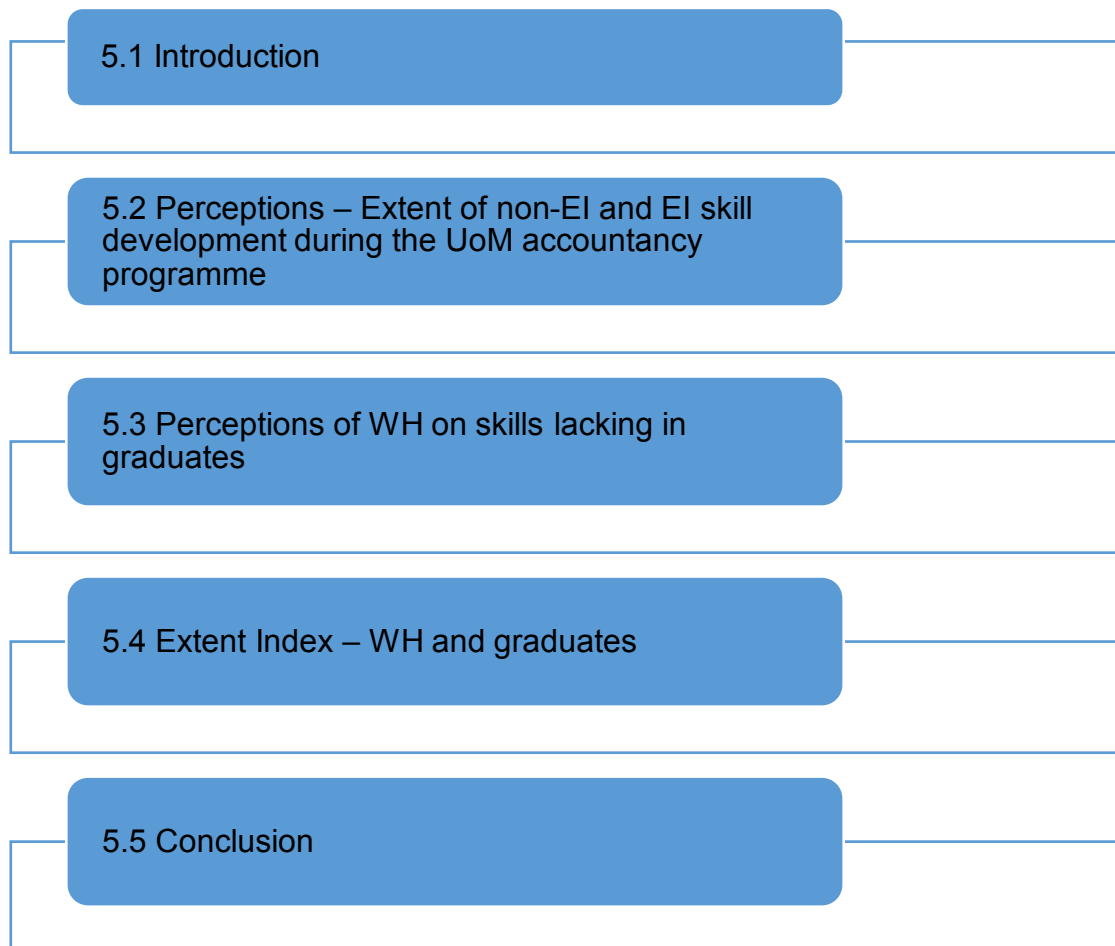 5.1 Introduction
5.2 Perceptions – Extent of non-EI and EI skill
development during the UoM accountancy
programme
5.3 Perceptions of WH on skills lacking in
graduates
5.4 Extent Index – WH and graduates
5.5 Conclusion